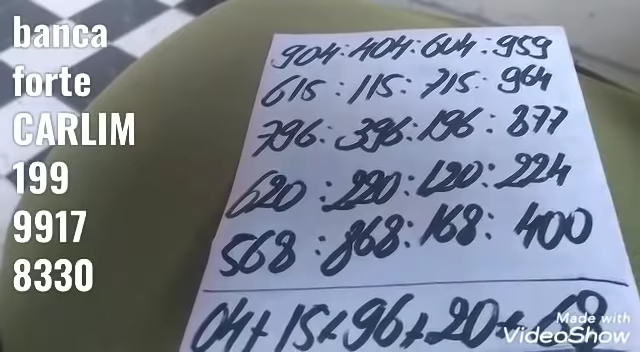 banca
forte
CARLIM
199
9917
8330
904:404:604:959
615:115:715:964
796:396:196:877
620:220:120:224
568:868:168:400
04+15+96+20+68
Made with
VideoShow